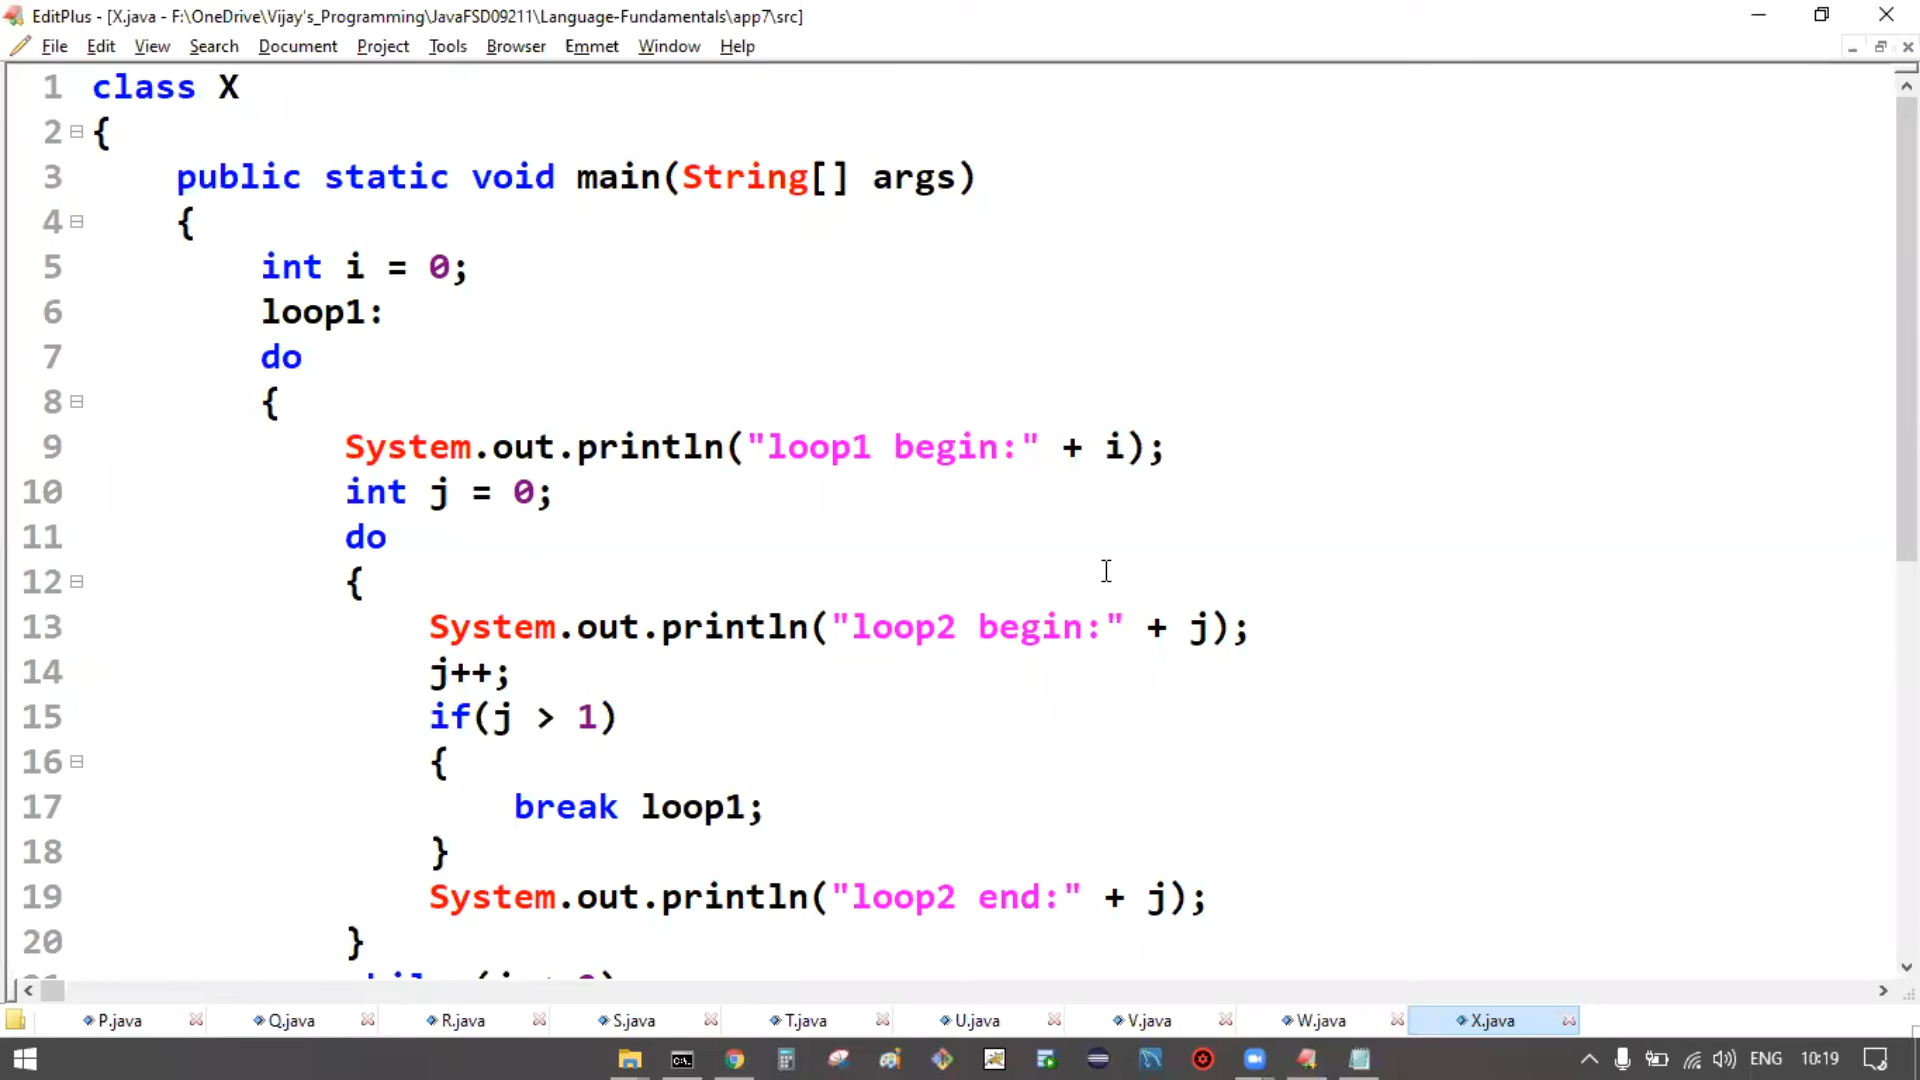 EditPlus - [X.java - F:\OneDrive\Vijay's_Programming\JavaFSD09211\Language-Fundamentals\app7\src]
File Edit View Search Document Project Tools Browser Emmet Window Help
1 class X
2 {
3 public static void main(String[] args)
4 {
5 int i = 0;
6 loop1:
7 do
8 {
9 System.out.println("loop1 begin:" + i);
10 int j = 0;
11 do
12 {
13 System.out.println("loop2 begin:" + j);
14 j++;
15 if(j > 1)
16 {
17 break loop1;
18 }
19 System.out.println("loop2 end:" + j);
20 }
P.java Q.java R.java S.java T.java U.java V.java W.java X.java
ENG 10:19